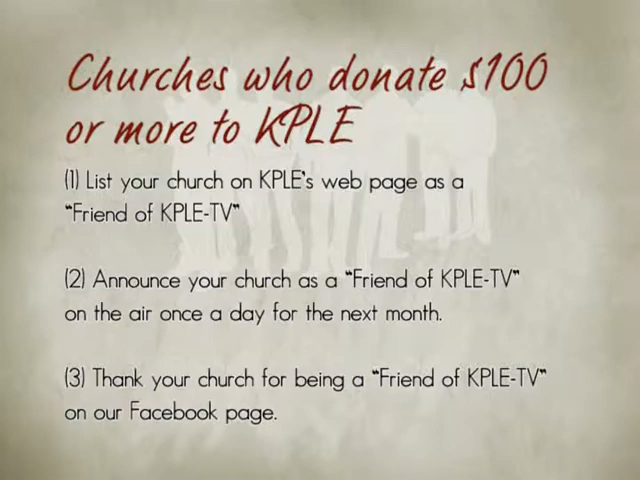 Churches who donate $100
or more to KPLE
(1) List your church on KPLE's web page as a
"Friend of KPLE-TV"
(2) Announce your church as a "Friend of KPLE-TV"
on the air once a day for the next month.
(3) Thank your church for being a "Friend of KPLE-TV"
on our Facebook page.